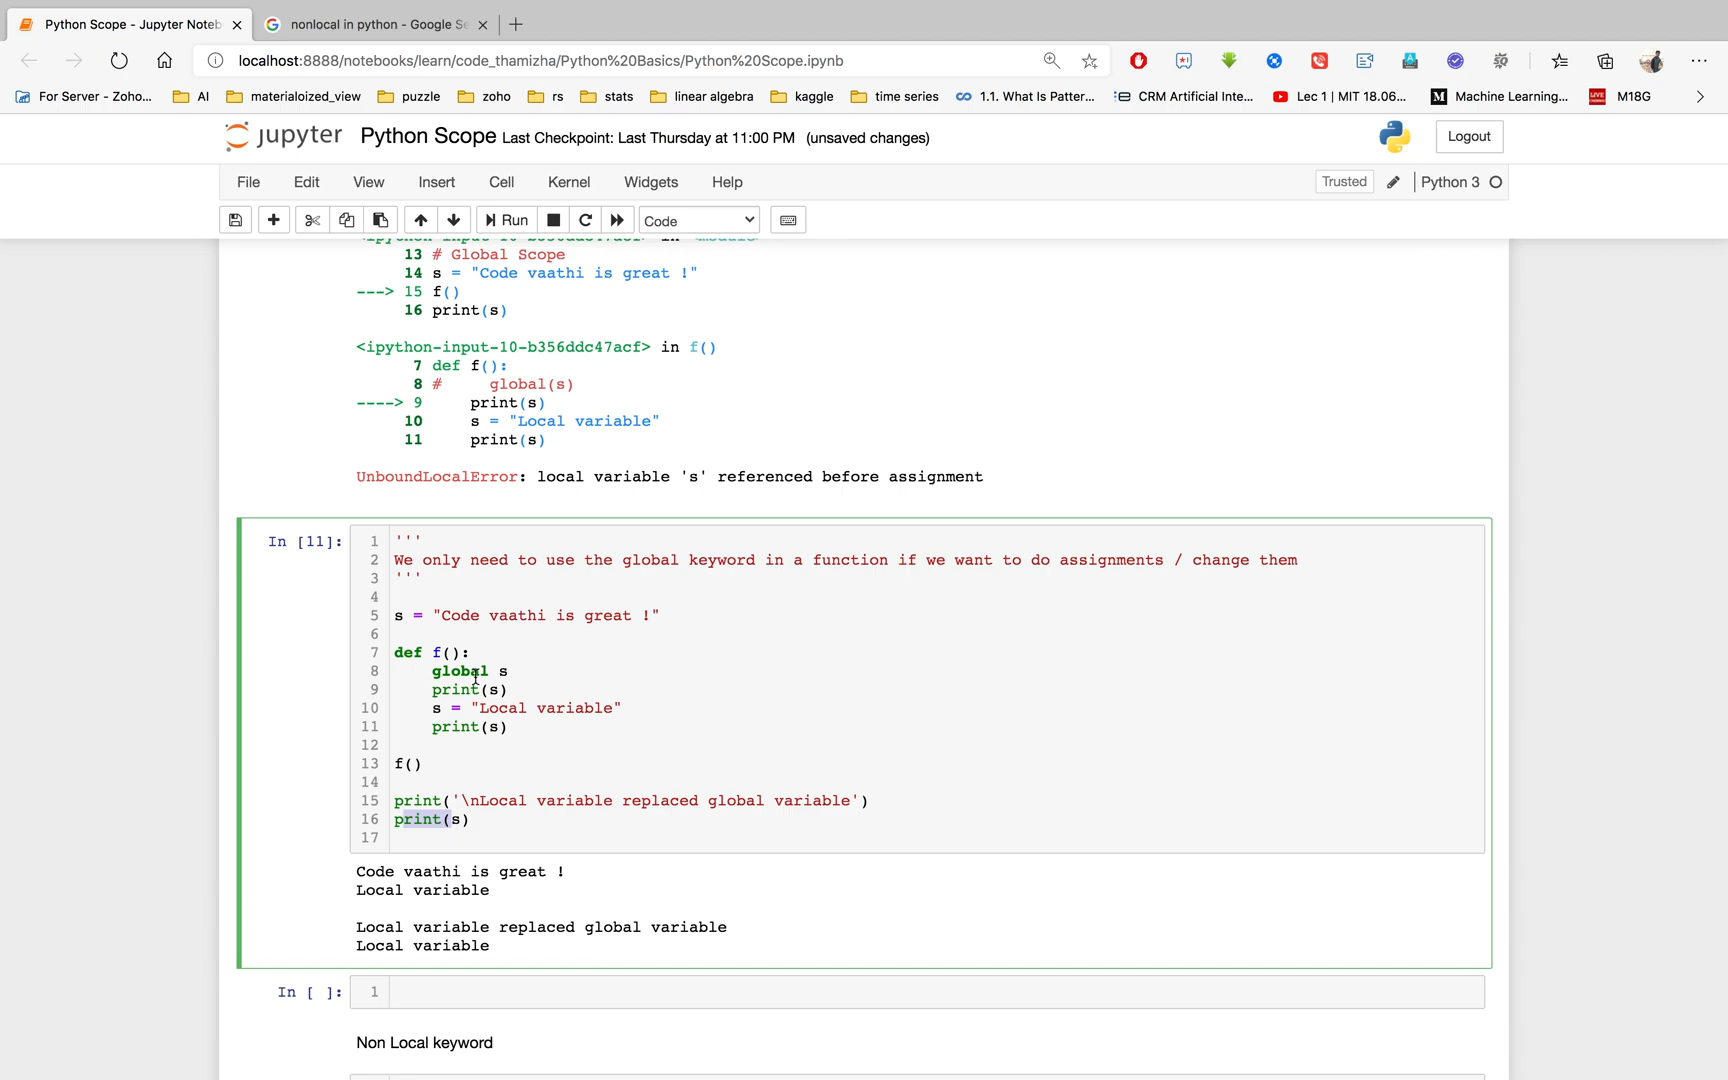 Python Scope - Jupyter Noteb
nonlocal in python - Google Se
localhost:8888/notebooks/learn/code_thamizha/Python%20Basics/Python%20Scope.ipynb
For Server - Zoho... AI materialoized_view puzzle zoho rs stats linear algebra kaggle time series 1.1. What Is Patter... CRM Artificial Inte... Lec 1 | MIT 18.06... Machine Learning... M18G
jupyter Python Scope Last Checkpoint: Last Thursday at 11:00 PM (unsaved changes) Logout
File Edit View Insert Cell Kernel Widgets Help Trusted Python 3
Run Code
13 # Global Scope
14 s = "Code vaathi is great !"
---> 15 f()
16 print(s)
<ipython-input-10-b356ddc47acf> in f()
7 def f():
8 # global(s)
----> 9 print(s)
10 s = "Local variable"
11 print(s)
UnboundLocalError: local variable 's' referenced before assignment
In [11]:
1 '''
2 We only need to use the global keyword in a function if we want to do assignments / change them
3 '''
4
5 s = "Code vaathi is great !"
6
7 def f():
8 global s
9 print(s)
10 s = "Local variable"
11 print(s)
12
13 f()
14
15 print('\nLocal variable replaced global variable')
16 print(s)
17
Code vaathi is great !
Local variable
Local variable replaced global variable
Local variable
In [ ]: 1
Non Local keyword